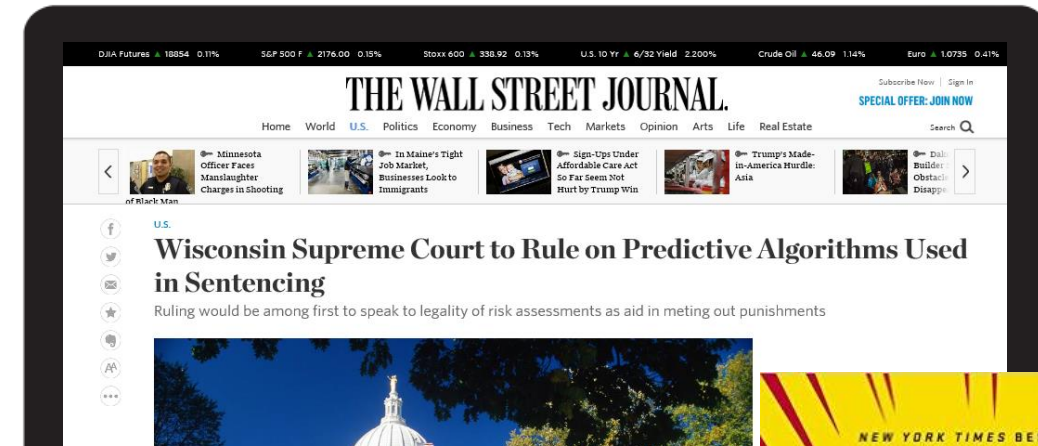 DJIA Futures ▲ 18854 0.11% S&P 500 F ▲ 2176.00 0.15% Stoxx 600 ▲ 338.92 0.13% U.S. 10 Yr ▲ 6/32 Yield 2.200% Crude Oil ▲ 46.09 1.14% Euro ▲ 1.0735 0.41%
THE WALL STREET JOURNAL.
Subscribe Now | Sign In
SPECIAL OFFER: JOIN NOW
Home World U.S. Politics Economy Business Tech Markets Opinion Arts Life Real Estate
Search
Minnesota
Officer Faces
Manslaughter
Charges in Shooting
of Black Man
In Maine's Tight
Job Market,
Businesses Look to
Immigrants
Sign-Ups Under
Affordable Care Act
So Far Seem Not
Hurt by Trump Win
Trump's Made-
in-America Hurdle:
Asia
Builder
U.S.
Wisconsin Supreme Court to Rule on Predictive Algorithms Used
in Sentencing
Ruling would be among first to speak to legality of risk assessments as aid in meting out punishments
AA
NEW YORK TIMES BE